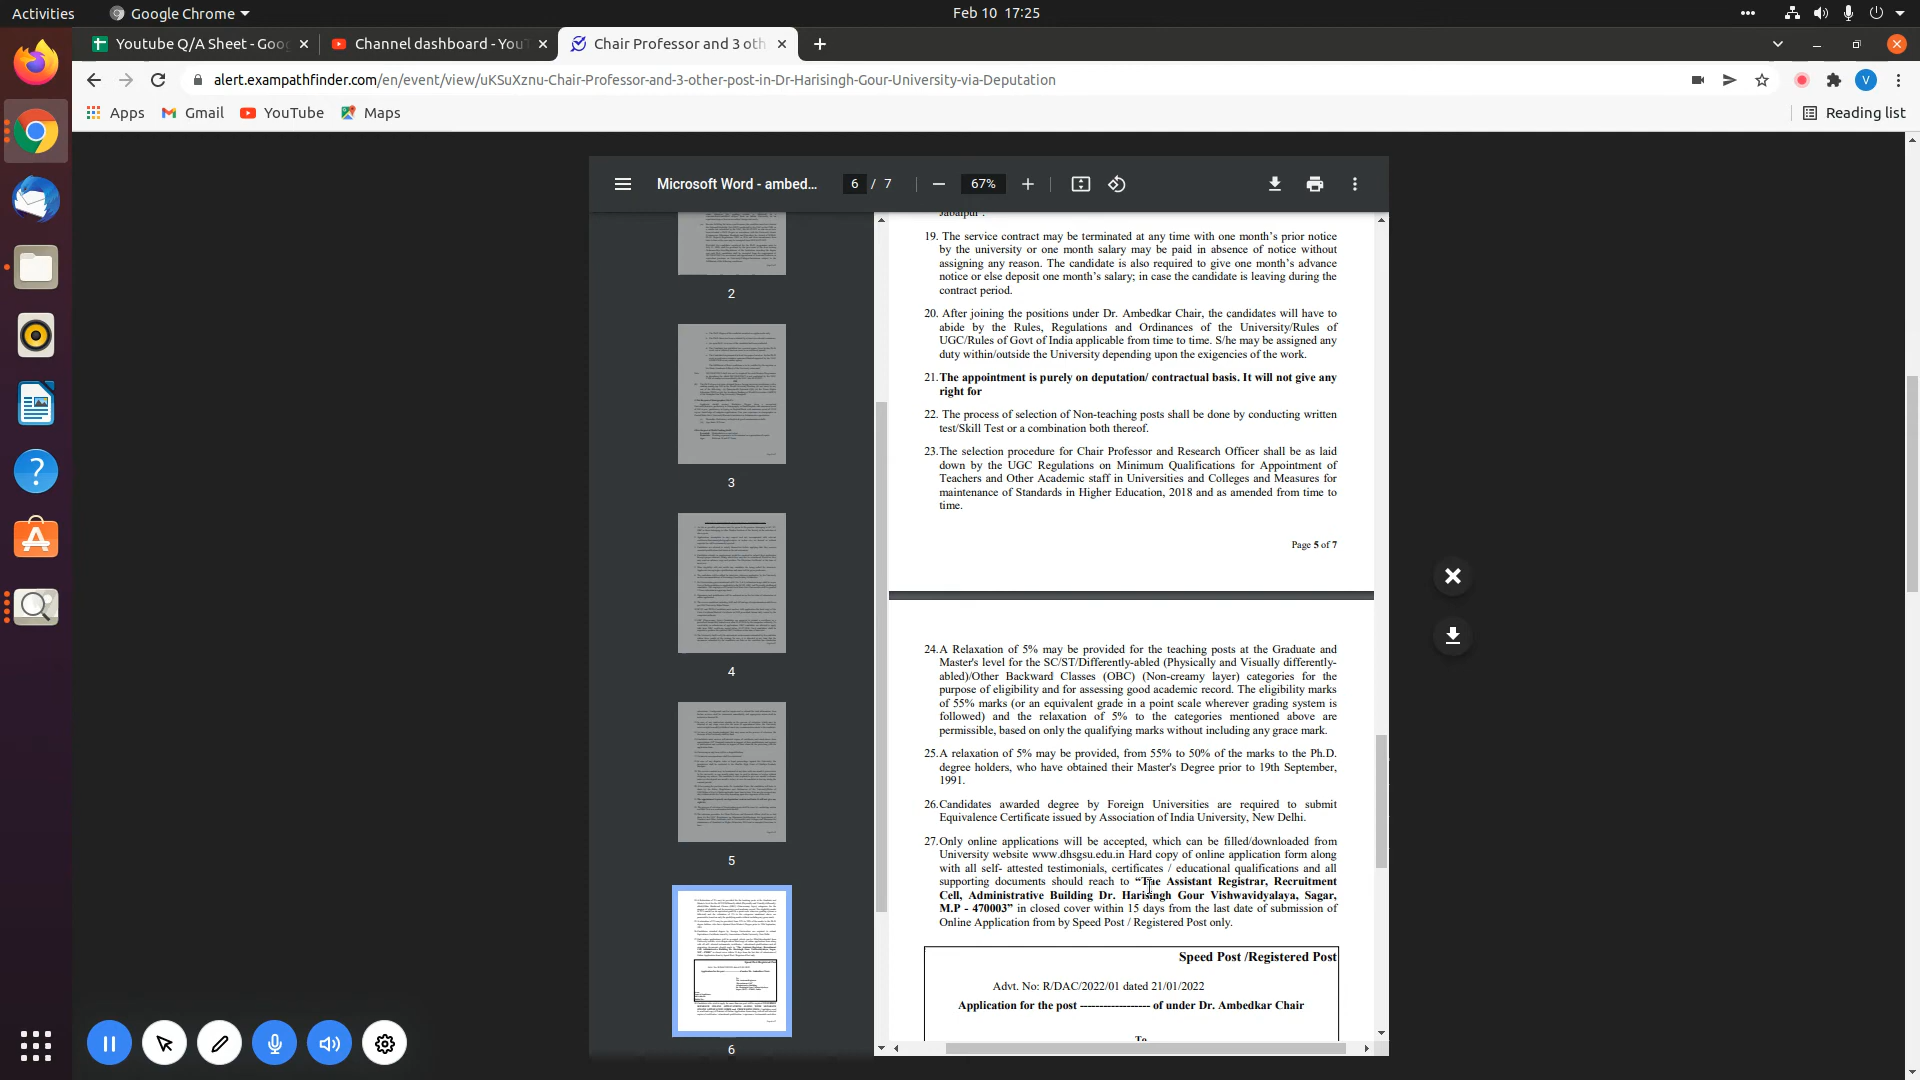 Activities
Google Chrome
Feb 10 17:25
Youtube Q/A Sheet - Goo
Channel dashboard - You
Chair Professor and 3 oth
alert.exampathfinder.com/en/event/view/uKSuXznu-Chair-Professor-and-3-other-post-in-Dr-Harisingh-Gour-University-via-Deputation
V
Apps
Gmail
YouTube
Maps
Reading list
Microsoft Word - ambed...
6 / 7
67%
2
3
4
5
6
Jabalpur".
19. The service contract may be terminated at any time with one month's prior notice
by the university or one month salary may be paid in absence of notice without
assigning any reason. The candidate is also required to give one month's advance
notice or else deposit one month's salary; in case the candidate is leaving during the
contract period.
20. After joining the positions under Dr. Ambedkar Chair, the candidates will have to
abide by the Rules, Regulations and Ordinances of the University/Rules of
UGC/Rules of Govt of India applicable from time to time. S/he may be assigned any
duty within/outside the University depending upon the exigencies of the work.
21. The appointment is purely on deputation/ contractual basis. It will not give any
right for
22. The process of selection of Non-teaching posts shall be done by conducting written
test/Skill Test or a combination both thereof.
23. The selection procedure for Chair Professor and Research Officer shall be as laid
down by the UGC Regulations on Minimum Qualifications for Appointment of
Teachers and Other Academic staff in Universities and Colleges and Measures for
maintenance of Standards in Higher Education, 2018 and as amended from time to
time.
Page 5 of 7
24. A Relaxation of 5% may be provided for the teaching posts at the Graduate and
Master's level for the SC/ST/Differently-abled (Physically and Visually differently-
abled)/Other Backward Classes (OBC) (Non-creamy layer) categories for the
purpose of eligibility and for assessing good academic record. The eligibility marks
of 55% marks (or an equivalent grade in a point scale wherever grading system is
followed) and the relaxation of 5% to the categories mentioned above are
permissible, based on only the qualifying marks without including any grace mark.
25. A relaxation of 5% may be provided, from 55% to 50% of the marks to the Ph.D.
degree holders, who have obtained their Master's Degree prior to 19th September,
1991.
26. Candidates awarded degree by Foreign Universities are required to submit
Equivalence Certificate issued by Association of India University, New Delhi.
27. Only online applications will be accepted, which can be filled/downloaded from
University website www.dhsgsu.edu.in Hard copy of online application form along
with all self- attested testimonials, certificates / educational qualifications and all
supporting documents should reach to "The Assistant Registrar, Recruitment
Cell, Administrative Building Dr. Harisingh Gour Vishwavidyalaya, Sagar,
M.P - 470003" in closed cover within 15 days from the last date of submission of
Online Application from by Speed Post / Registered Post only.
Speed Post /Registered Post
Advt. No: R/DAC/2022/01 dated 21/01/2022
Application for the post ------------------- of under Dr. Ambedkar Chair
To